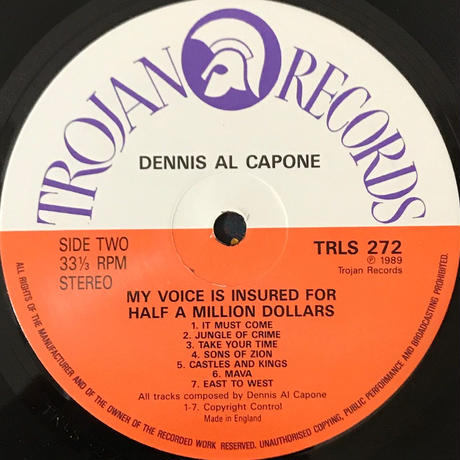 TROJAN RECORDS
DENNIS AL CAPONE
SIDE TWO
33⅓ RPM
STEREO
TRLS 272
℗ 1989
Trojan Records
MY VOICE IS INSURED FOR
HALF A MILLION DOLLARS
1. IT MUST COME
2. JUNGLE OF CRIME
3. TAKE YOUR TIME
4. SONS OF ZION
5. CASTLES AND KINGS
6. MAVA
7. EAST TO WEST
All tracks composed by Dennis Al Capone
1-7. Copyright Control
Made in England
ALL RIGHTS OF THE MANUFACTURER AND OF THE OWNER OF THE RECORDED WORK RESERVED. UNAUTHORISED COPYING, PUBLIC PERFORMANCE AND BROADCASTING PROHIBITED.